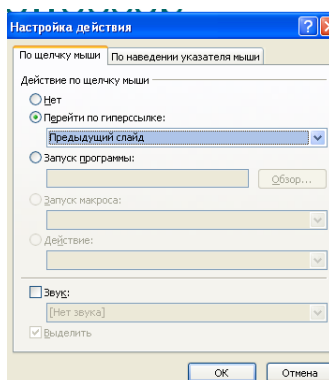 Настройка действия
По щелчку мыши По наведении указателя мыши
Действие по щелчку мыши
Нет
Перейти по гиперссылке:
Предыдущий слайд
Запуск программы:
Обзор...
Запуск макроса:
Действие:
Звук:
[Нет звука]
Выделить
ОК Отмена